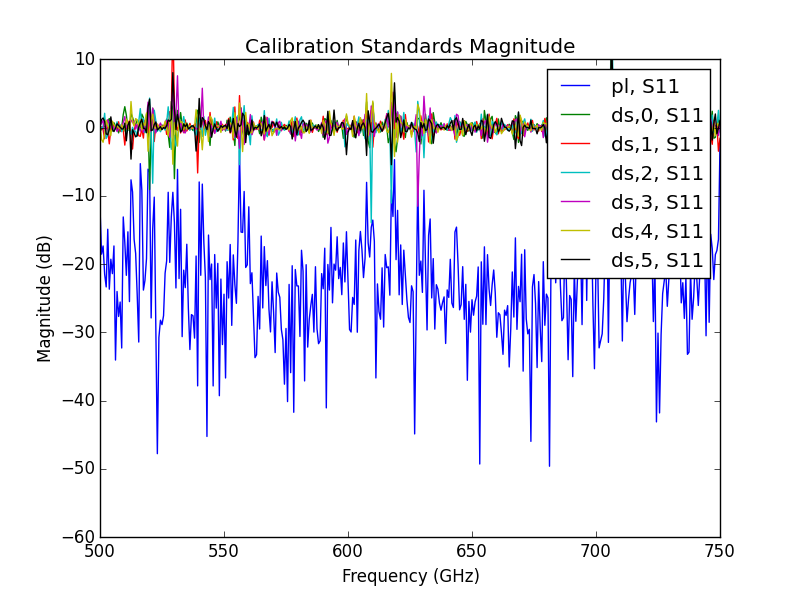 Calibration Standards Magnitude
10
0
−10
−20
−30
−40
−50
−60
Magnitude (dB)
pl, S11
ds,0, S11
ds,1, S11
ds,2, S11
ds,3, S11
ds,4, S11
ds,5, S11
500
550
600
650
700
750
Frequency (GHz)